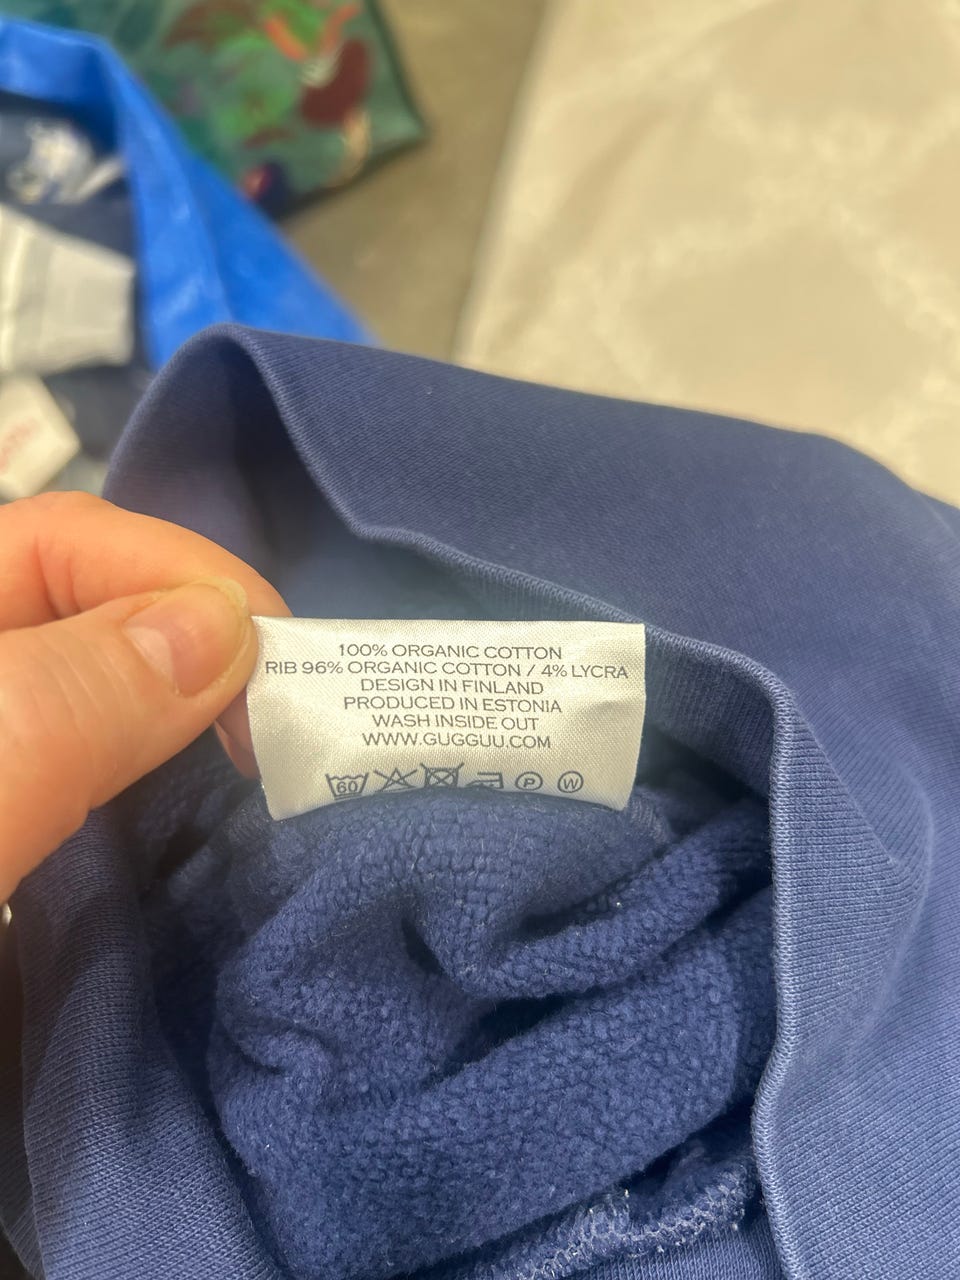 100% ORGANIC COTTON
RIB 96% ORGANIC COTTON / 4% LYCRA
DESIGN IN FINLAND
PRODUCED IN ESTONIA
WASH INSIDE OUT
WWW.GUGGUU.COM
60 P W